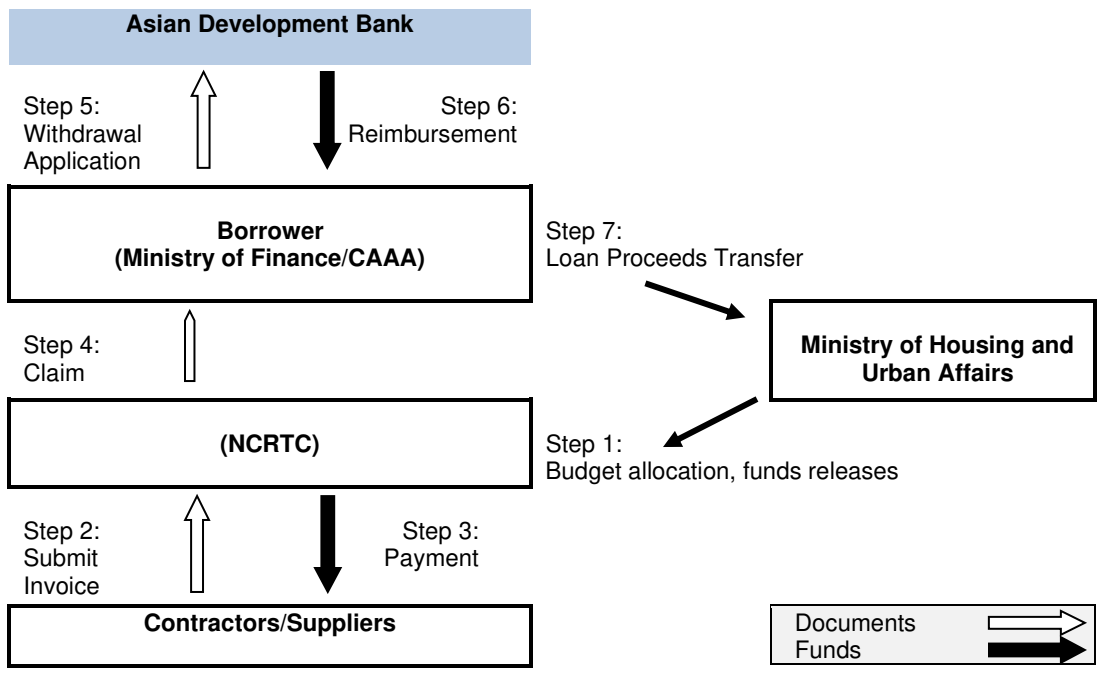 Asian Development Bank
Step 5:
Withdrawal
Application
Step 6:
Reimbursement
Borrower
(Ministry of Finance/CAAA)
Step 7:
Loan Proceeds Transfer
Step 4:
Claim
Ministry of Housing and
Urban Affairs
(NCRTC)
Step 1:
Budget allocation, funds releases
Step 2:
Submit
Invoice
Step 3:
Payment
Contractors/Suppliers
Documents
Funds